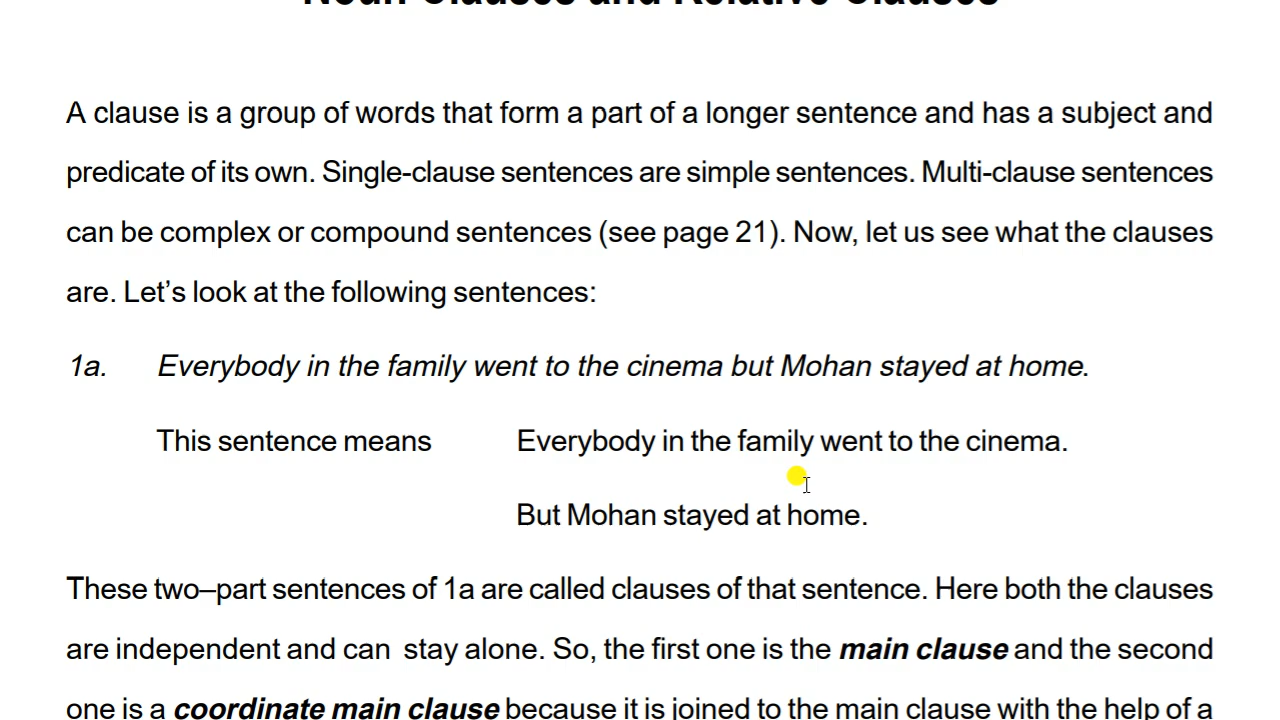 Noun Clauses and Relative Clauses
A clause is a group of words that form a part of a longer sentence and has a subject and
predicate of its own. Single-clause sentences are simple sentences. Multi-clause sentences
can be complex or compound sentences (see page 21). Now, let us see what the clauses
are. Let’s look at the following sentences:
1a. Everybody in the family went to the cinema but Mohan stayed at home.
This sentence means Everybody in the family went to the cinema.
But Mohan stayed at home.
These two–part sentences of 1a are called clauses of that sentence. Here both the clauses
are independent and can stay alone. So, the first one is the main clause and the second
one is a coordinate main clause because it is joined to the main clause with the help of a